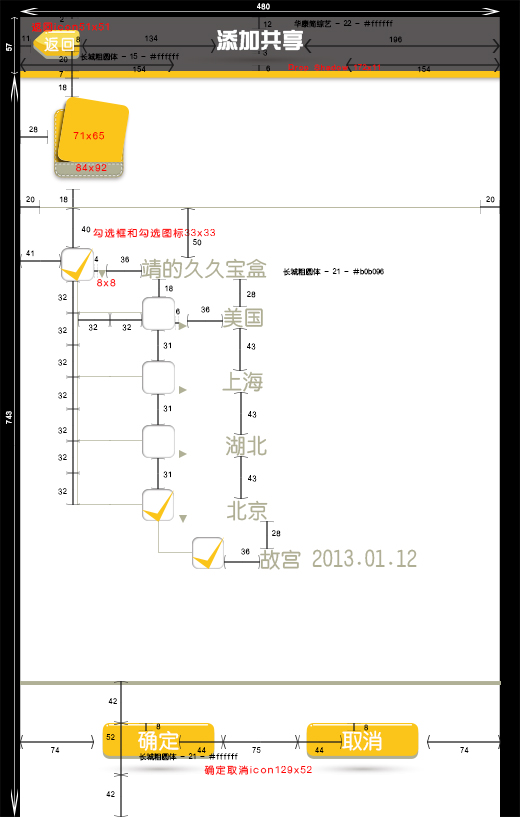 480
12
华康海报综艺 - 22 - #ffffff
57
11
返回
8
134
添加共享
196
3
20
长城粗圆体 - 15 - #ffffff
154
6
154
7
18
28
71x65
84x92
20
18
20
40
勾选框和勾选图标33x33
50
41
4
36
靖的久久宝盒
长城粗圆体 - 21 - #b0b096
8x8
18
28
32
6
36
美国
32
32
32
31
43
32
上海
32
31
43
743
32
湖北
32
31
43
32
北京
28
36
故宫 2013.01.12
42
8
8
52
确定
取消
74
44
75
44
74
长城粗圆体 - 21 - #ffffff
确定取消icon129x52
42